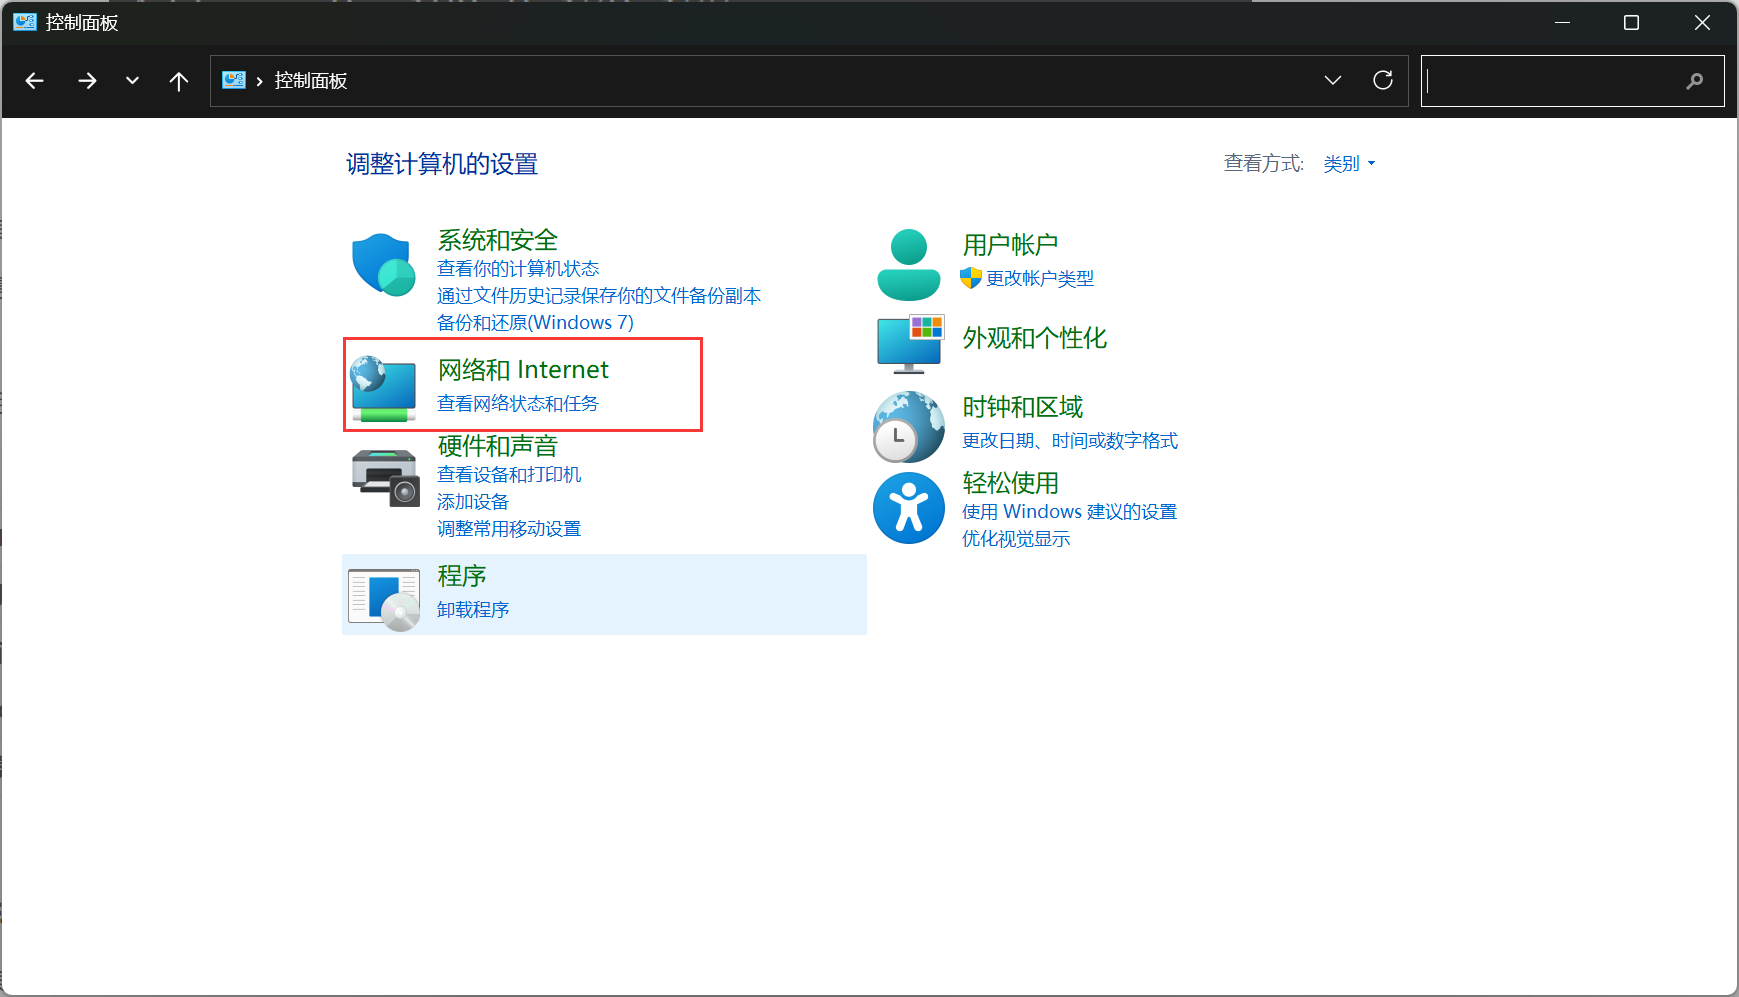 控制面板
控制面板
调整计算机的设置
查看方式: 类别
系统和安全
查看你的计算机状态
通过文件历史记录保存你的文件备份副本
备份和还原(Windows 7)
网络和 Internet
查看网络状态和任务
硬件和声音
查看设备和打印机
添加设备
调整常用移动设置
程序
卸载程序
用户帐户
更改帐户类型
外观和个性化
时钟和区域
更改日期、时间或数字格式
轻松使用
使用 Windows 建议的设置
优化视觉显示